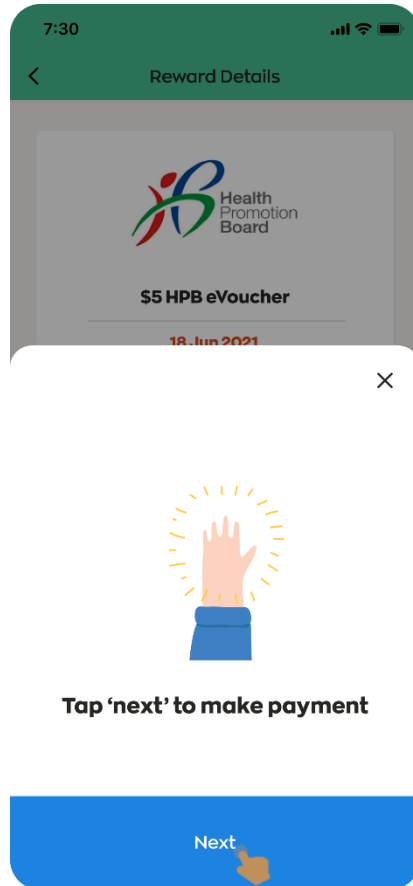 7:30
Reward Details
Health
Promotion
Board
$5 HPB eVoucher
18 Jun 2021
Tap ‘next’ to make payment
Next